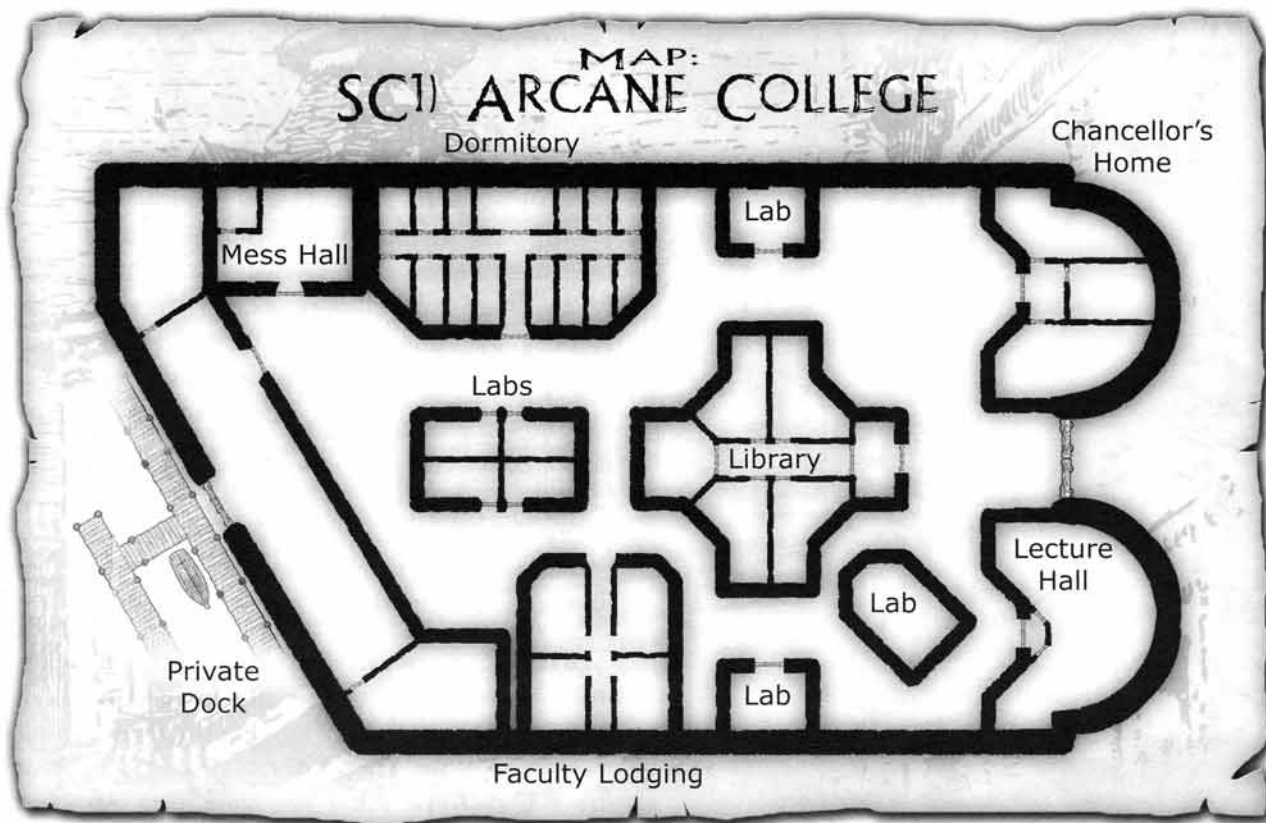 MAP:
SC1) ARCANE COLLEGE
Dormitory
Chancellor's
Home
Lab
Mess Hall
Labs
Library
Lecture
Hall
Lab
Private
Dock
Lab
Faculty Lodging